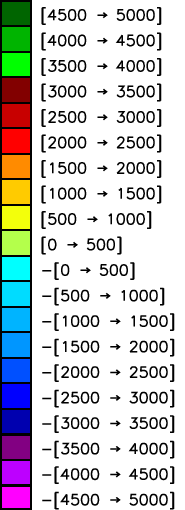 [4500 → 5000]
[4000 → 4500]
[3500 → 4000]
[3000 → 3500]
[2500 → 3000]
[2000 → 2500]
[1500 → 2000]
[1000 → 1500]
[500 → 1000]
[0 → 500]
-[0 → 500]
-[500 → 1000]
-[1000 → 1500]
-[1500 → 2000]
-[2000 → 2500]
-[2500 → 3000]
-[3000 → 3500]
-[3500 → 4000]
-[4000 → 4500]
-[4500 → 5000]